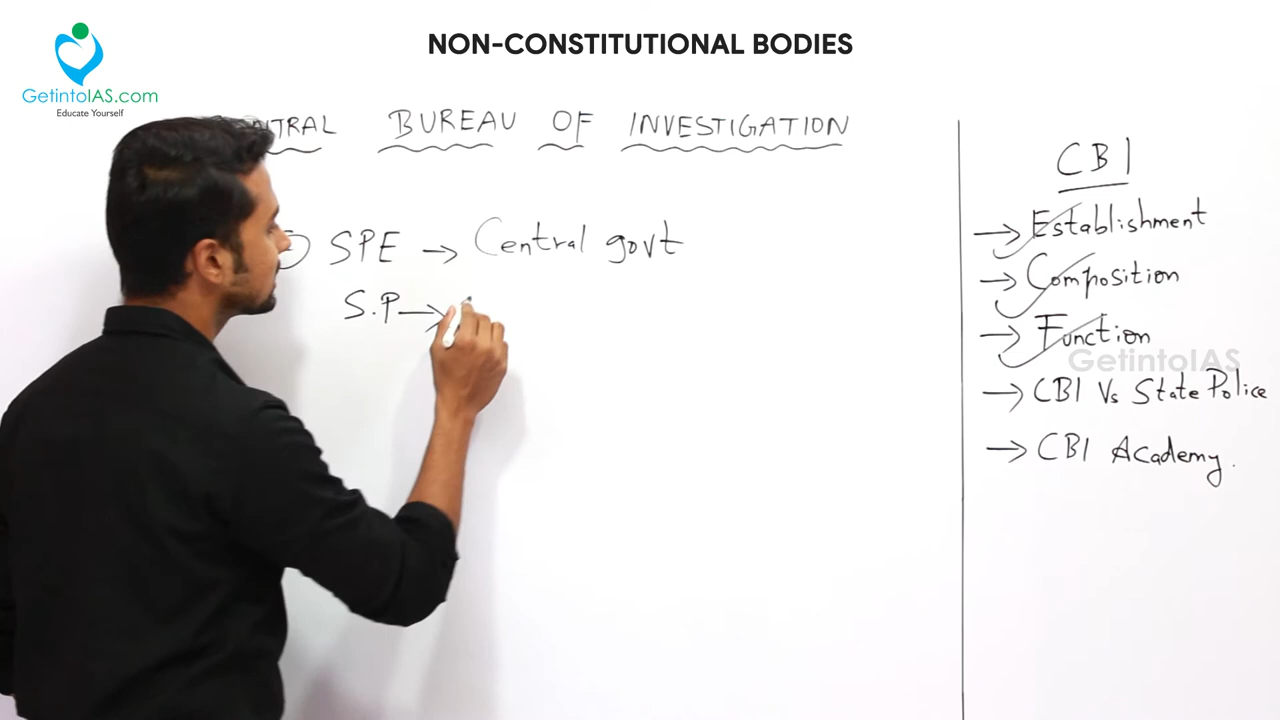 NON-CONSTITUTIONAL BODIES
GetintoIAS.com
Educate Yourself
BUREAU OF INVESTIGATION
SPE → Central govt
S.P →
CBI
→ Establishment
→ Composition
→ Function
GetintoIAS
→ CBI Vs State Police
→ CBI Academy.